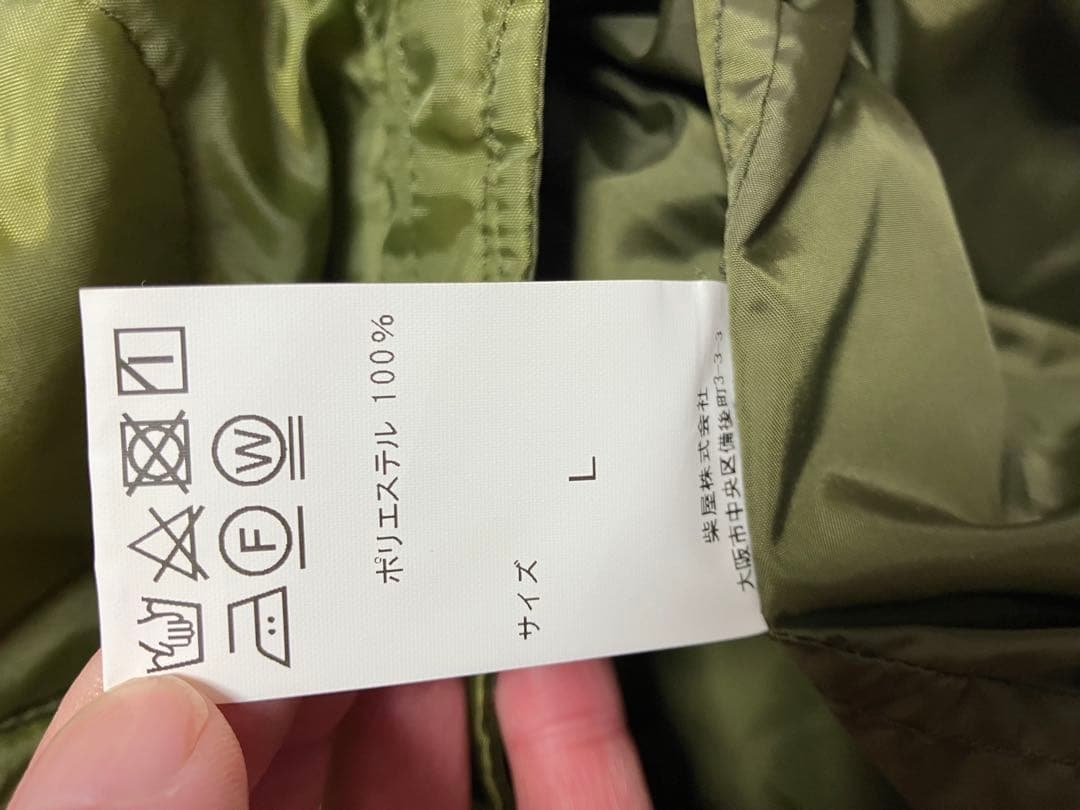 F W
ポリエステル 100%
サイズ
L
柴屋株式会社
大阪市中央区備後町3-3-3